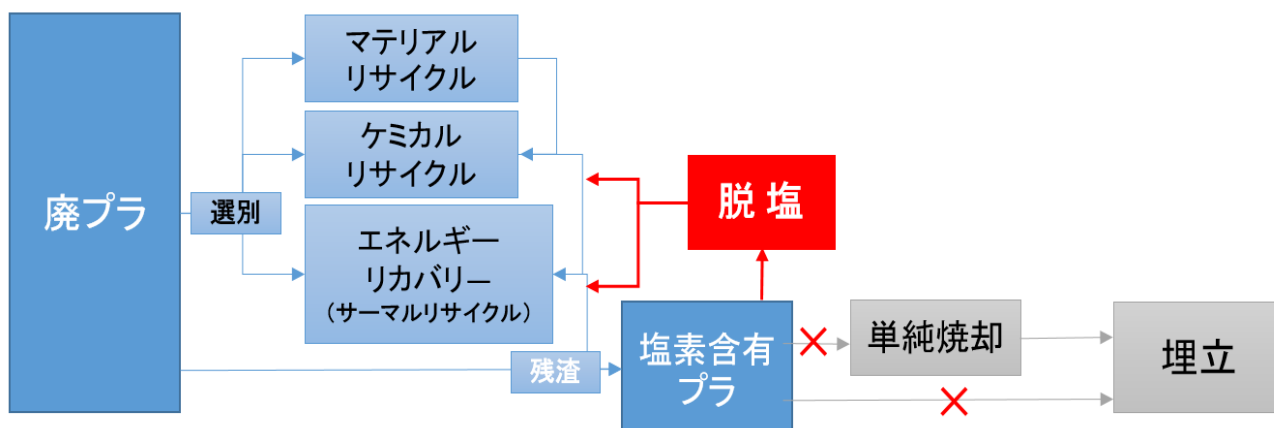 廃プラ
選別
マテリアル
リサイクル
ケミカル
リサイクル
エネルギー
リカバリー
（サーマルリサイクル）
残渣
脱 塩
塩素含有
プラ
単純焼却
埋立